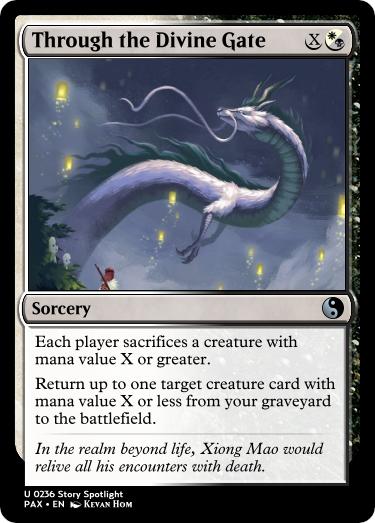 Through the Divine Gate X
Sorcery
Each player sacrifices a creature with
mana value X or greater.
Return up to one target creature card with
mana value X or less from your graveyard
to the battlefield.
In the realm beyond life, Xiong Mao would
relive all his encounters with death.
U 0236 Story Spotlight
PAX • EN Kevan Hom